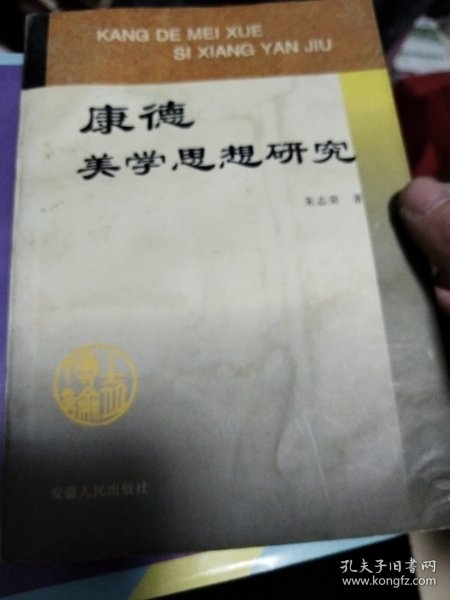 KANG DE MEI XUE
SI XIANG YAN JIU
康德
美学思想研究
朱志荣 著
安徽人民出版社
孔夫子旧书网
www.kongfz.com